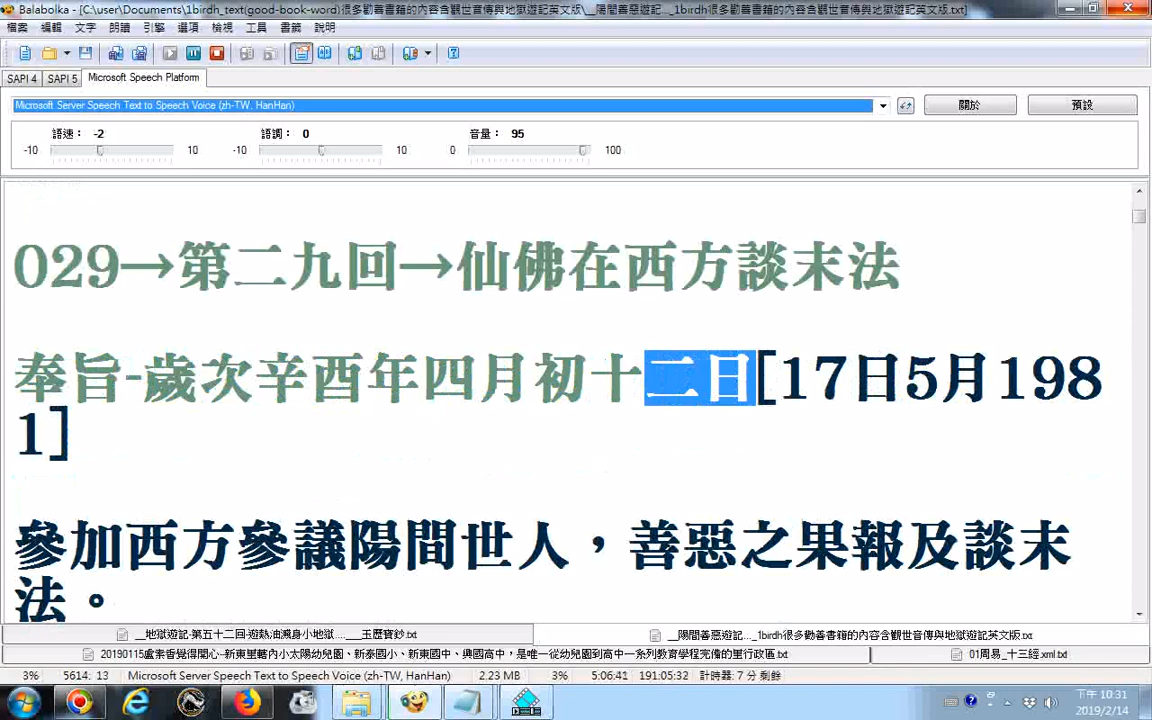 Balabolka - [C:\user\Documents\1birdh_text(good-book-word)很多勸善書籍的內容含觀世音傳與地獄遊記英文版\__陽間善惡遊記..._1birdh很多勸善書籍的內容含觀世音傳與地獄遊記英文版.txt]
檔案 編輯 文字 朗讀 引擎 選項 檢視 工具 書籤 說明
SAPI 4 SAPI 5 Microsoft Speech Platform
Microsoft Server Speech Text to Speech Voice (zh-TW, HanHan) 關於 預設
語速： -2 語調： 0 音量： 95
-10 10 -10 10 0 100
029→第二九回→仙佛在西方談末法
奉旨-歲次辛酉年四月初十二日[17日5月198
1]
參加西方參議陽間世人，善惡之果報及談末
法。
__地獄遊記-第五十二回-遊熱;油濺身小地獄....___玉歷寶鈔.txt __陽間善惡遊記..._1birdh很多勸善書籍的內容含觀世音傳與地獄遊記英文版.txt
20190115盧素香覺得開心~新東里轄內小太陽幼兒園、新泰國小、新東國中、興國高中，是唯一從幼兒園到高中一系列教育學程完備的里行政區.txt 01周易_十三經.xml.txt
3% 5614: 13 Microsoft Server Speech Text to Speech Voice (zh-TW, HanHan) 2.23 MB 3% 5:06:41 191:05:32 計時器: 7 分 剩餘
下午 10:31
2019/2/14